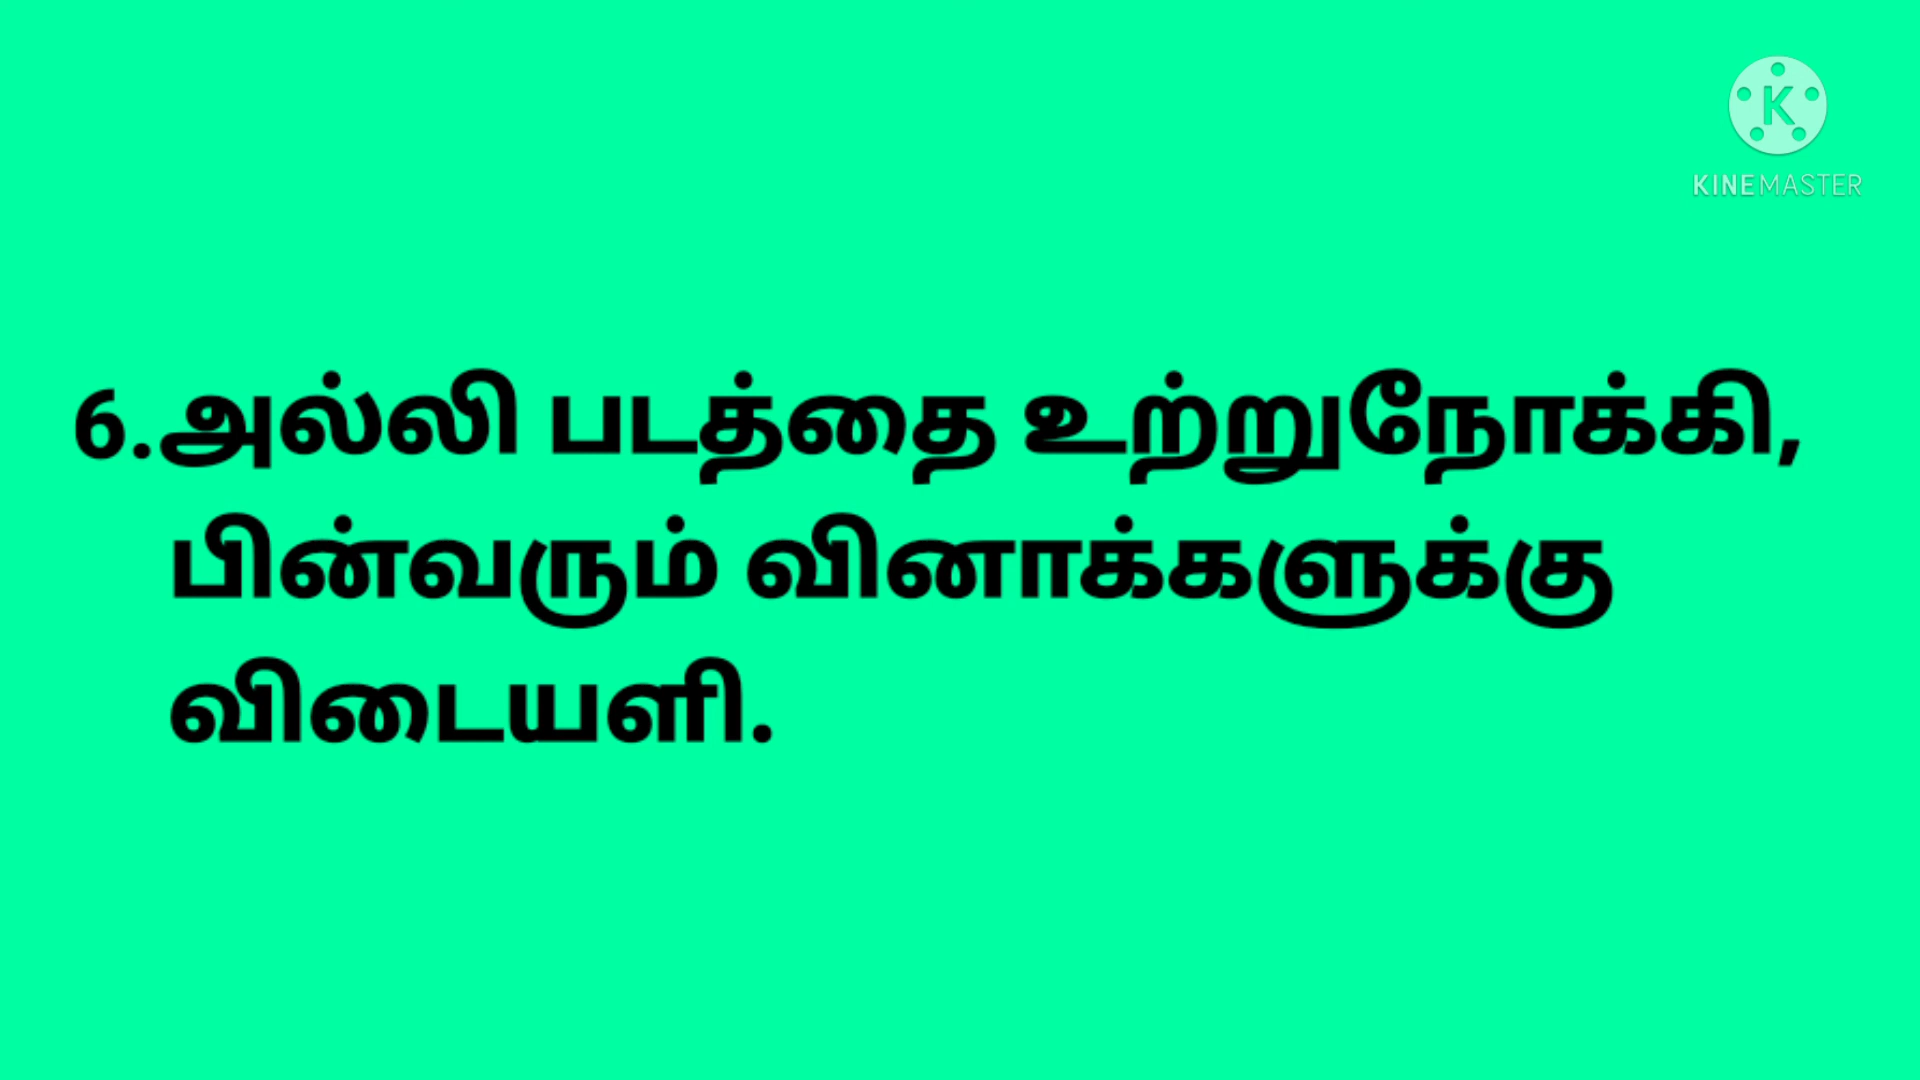 K
KINEMASTER
6.அல்லி படத்தை உற்றுநோக்கி,
பின்வரும் வினாக்களுக்கு
விடையளி.